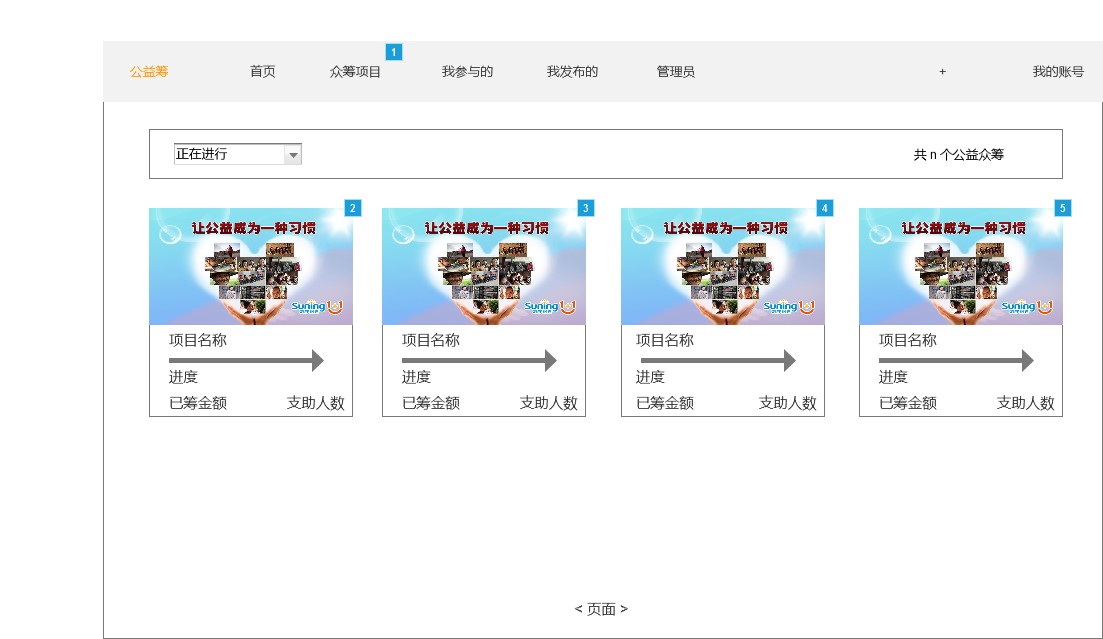 1
公益筹 首页 众筹项目 我参与的 我发布的 管理员 + 我的账号
正在进行 共 n 个公益众筹
2 3 4 5
让公益成为一种习惯 让公益成为一种习惯 让公益成为一种习惯 让公益成为一种习惯
Suning Suning Suning Suning
项目名称 项目名称 项目名称 项目名称
进度 进度 进度 进度
已筹金额 支助人数 已筹金额 支助人数 已筹金额 支助人数 已筹金额 支助人数
< 页面 >